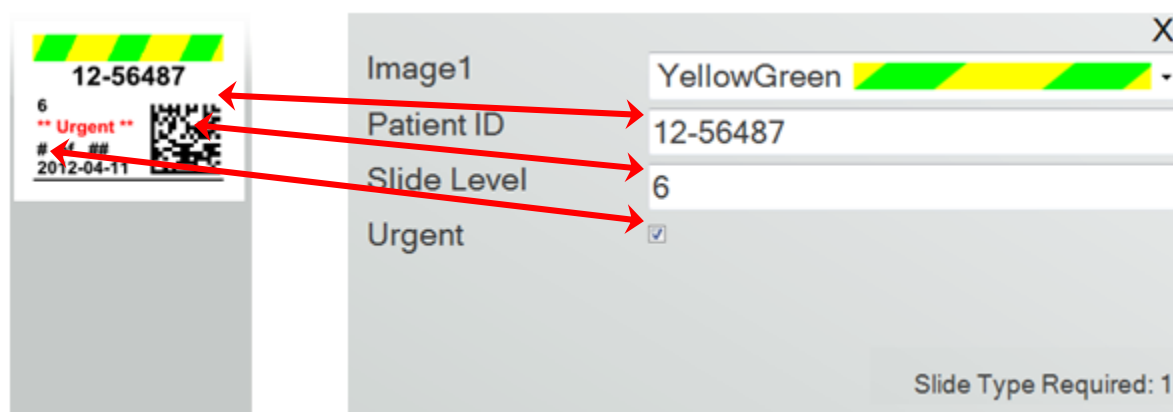 12-56487
6
** Urgent **
2012-04-11
X
Image1
YellowGreen
Patient ID
12-56487
Slide Level
6
Urgent
Slide Type Required: 1